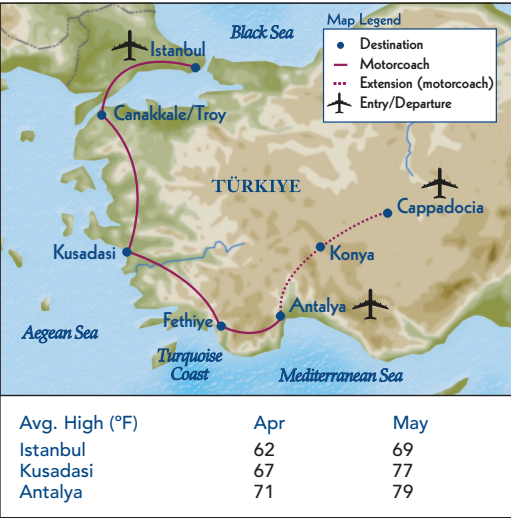 Map Legend
Destination
Motorcoach
Extension (motorcoach)
Entry/Departure
Black Sea
Istanbul
Canakkale/Troy
TÜRKIYE
Cappadocia
Kusadasi
Konya
Antalya
Fethiye
Aegean Sea
Turquoise
Coast
Mediterranean Sea
Avg. High (ºF) Apr May
Istanbul 62 69
Kusadasi 67 77
Antalya 71 79